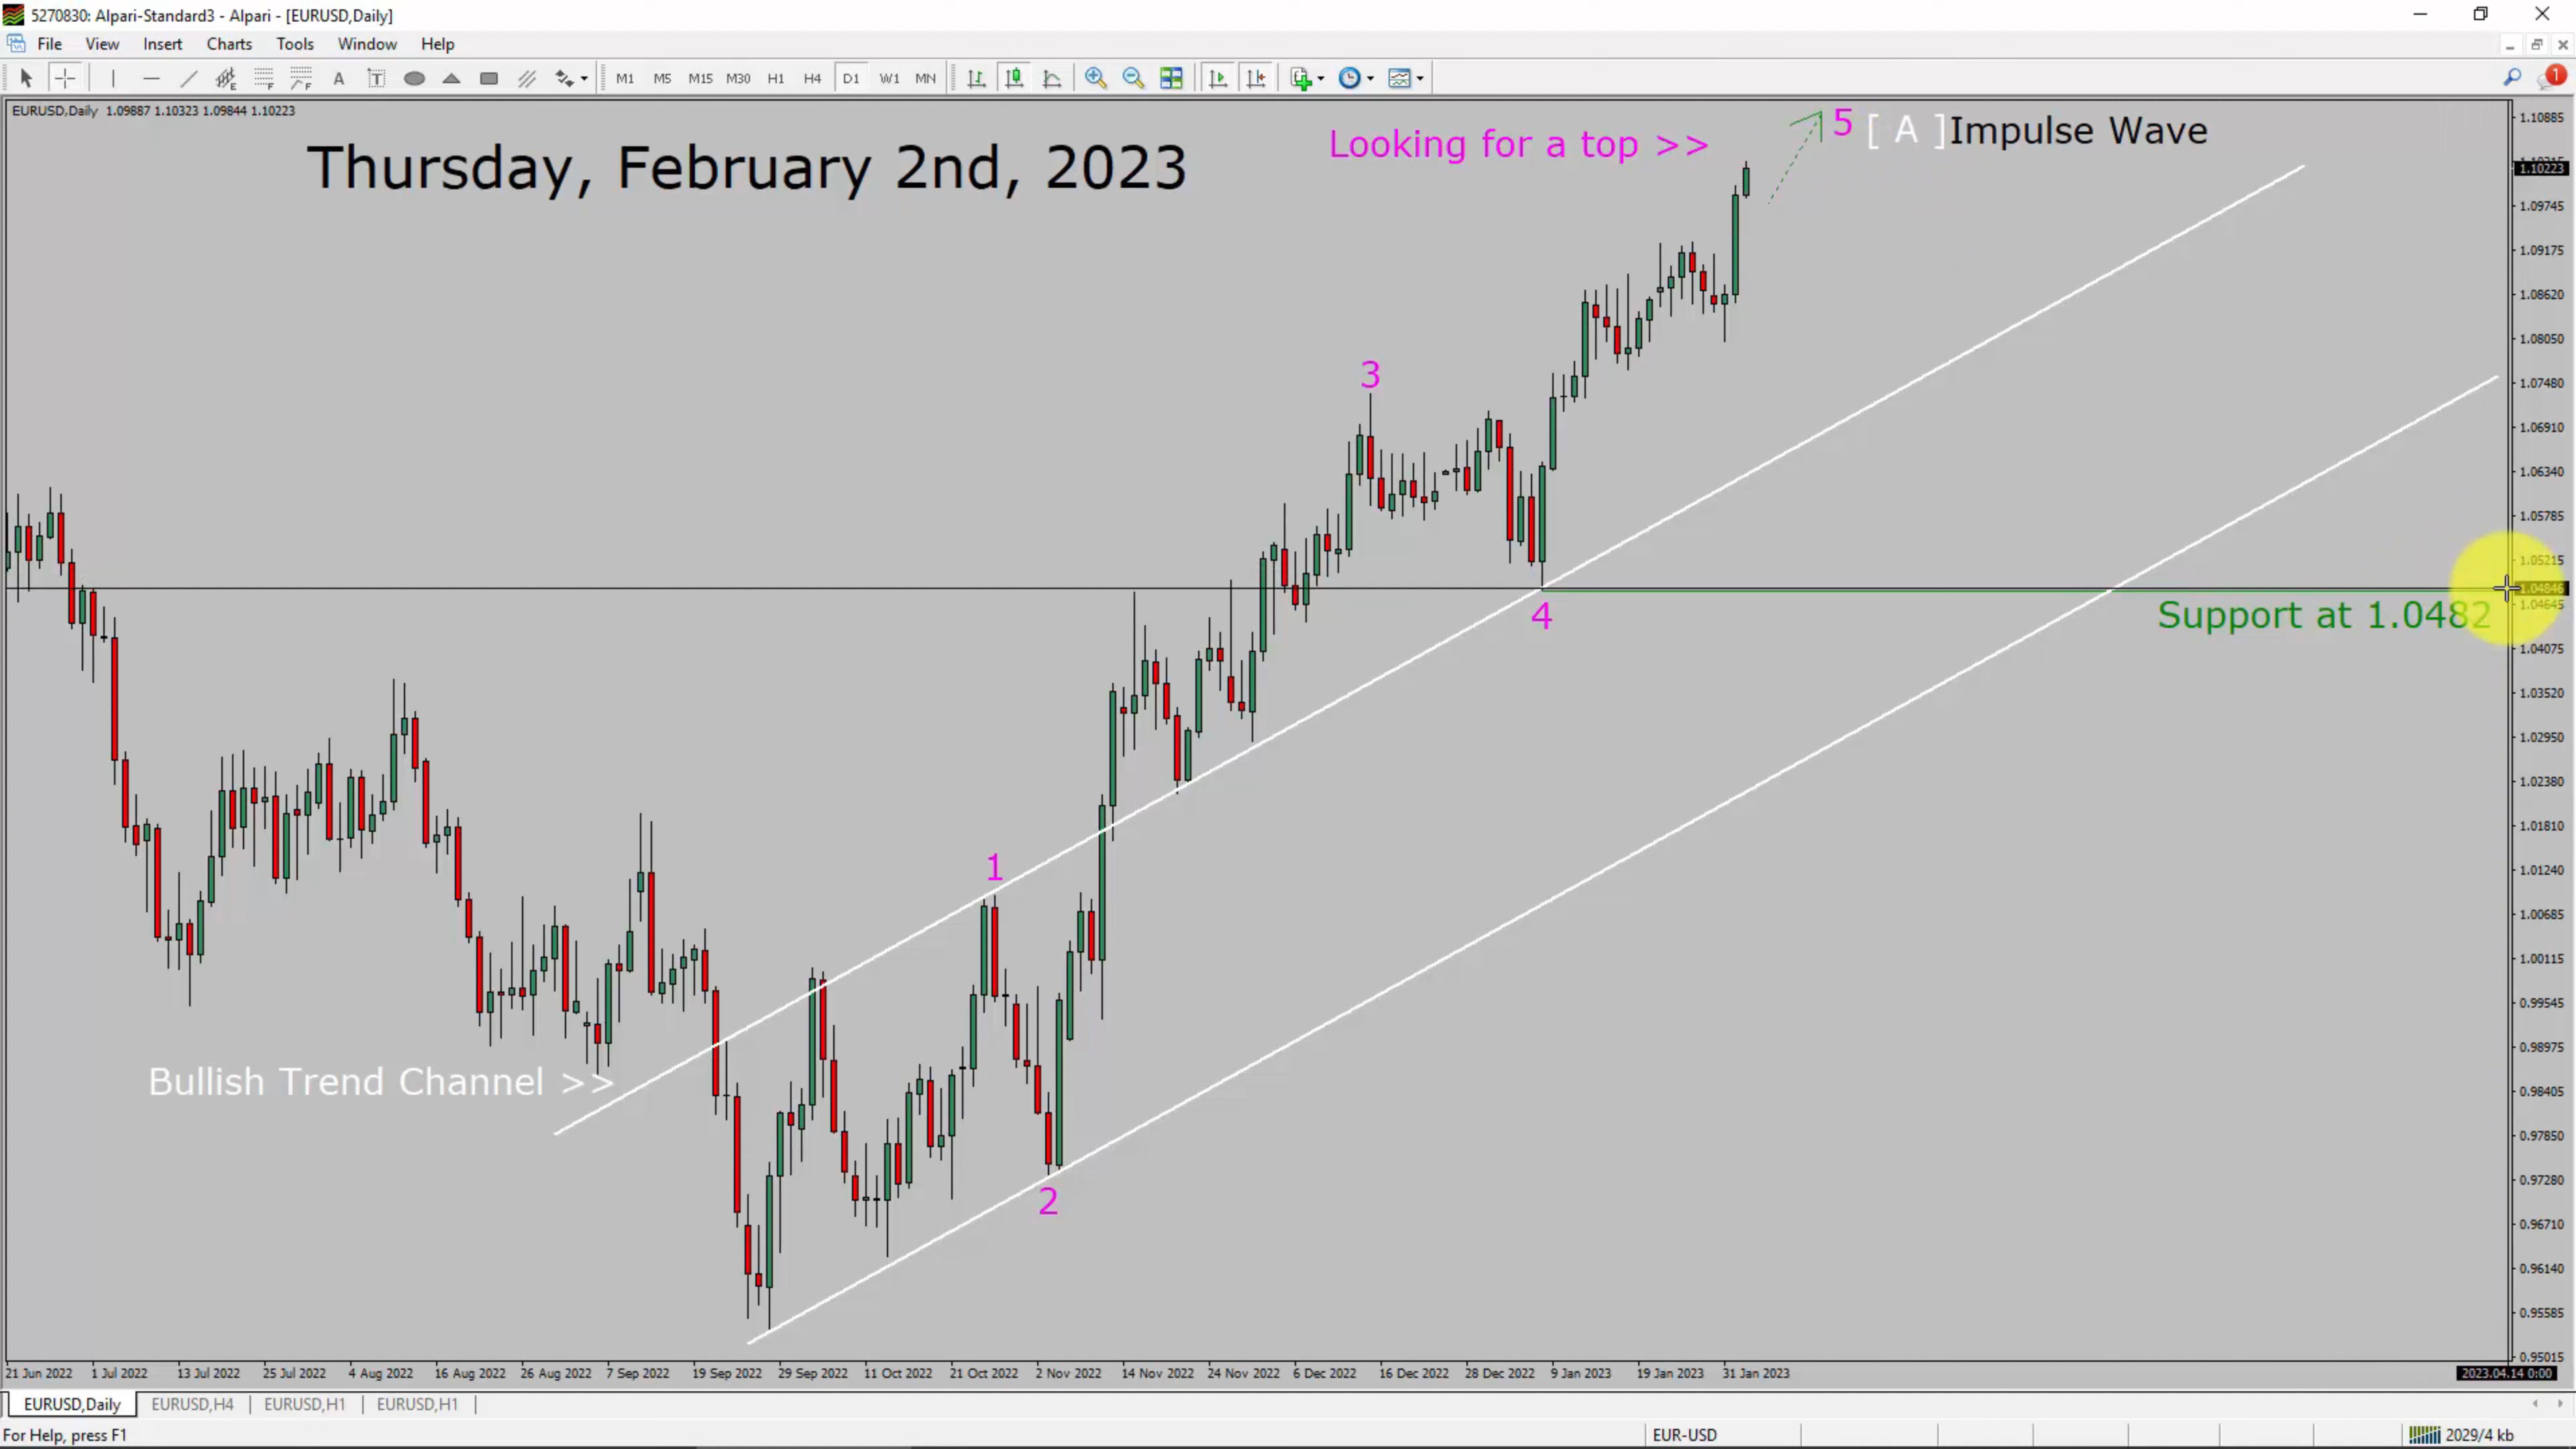 5270830: Alpari-Standard3 - Alpari - [EURUSD,Daily]
File View Insert Charts Tools Window Help
A T M1 M5 M15 M30 H1 H4 D1 W1 MN 1
EURUSD,Daily 1.09887 1.10323 1.09844 1.10223
Thursday, February 2nd, 2023
Looking for a top >>
5 [ A ]Impulse Wave
3
4
Support at 1.0482
1
Bullish Trend Channel >>
2
1.10885
1.10223
1.09745
1.09175
1.08620
1.08050
1.07480
1.06910
1.06340
1.05785
1.05215
1.04846
1.04645
1.04075
1.03520
1.02950
1.02380
1.01810
1.01240
1.00685
1.00115
0.99545
0.98975
0.98405
0.97850
0.97280
0.96710
0.96140
0.95585
0.95015
21 Jun 2022 1 Jul 2022 13 Jul 2022 25 Jul 2022 4 Aug 2022 16 Aug 2022 26 Aug 2022 7 Sep 2022 19 Sep 2022 29 Sep 2022 11 Oct 2022 21 Oct 2022 2 Nov 2022 14 Nov 2022 24 Nov 2022 6 Dec 2022 16 Dec 2022 28 Dec 2022 9 Jan 2023 19 Jan 2023 31 Jan 2023 2023.04.14 0:00
EURUSD,Daily EURUSD,H4 EURUSD,H1 EURUSD,H1
For Help, press F1 EUR-USD 2029/4 kb